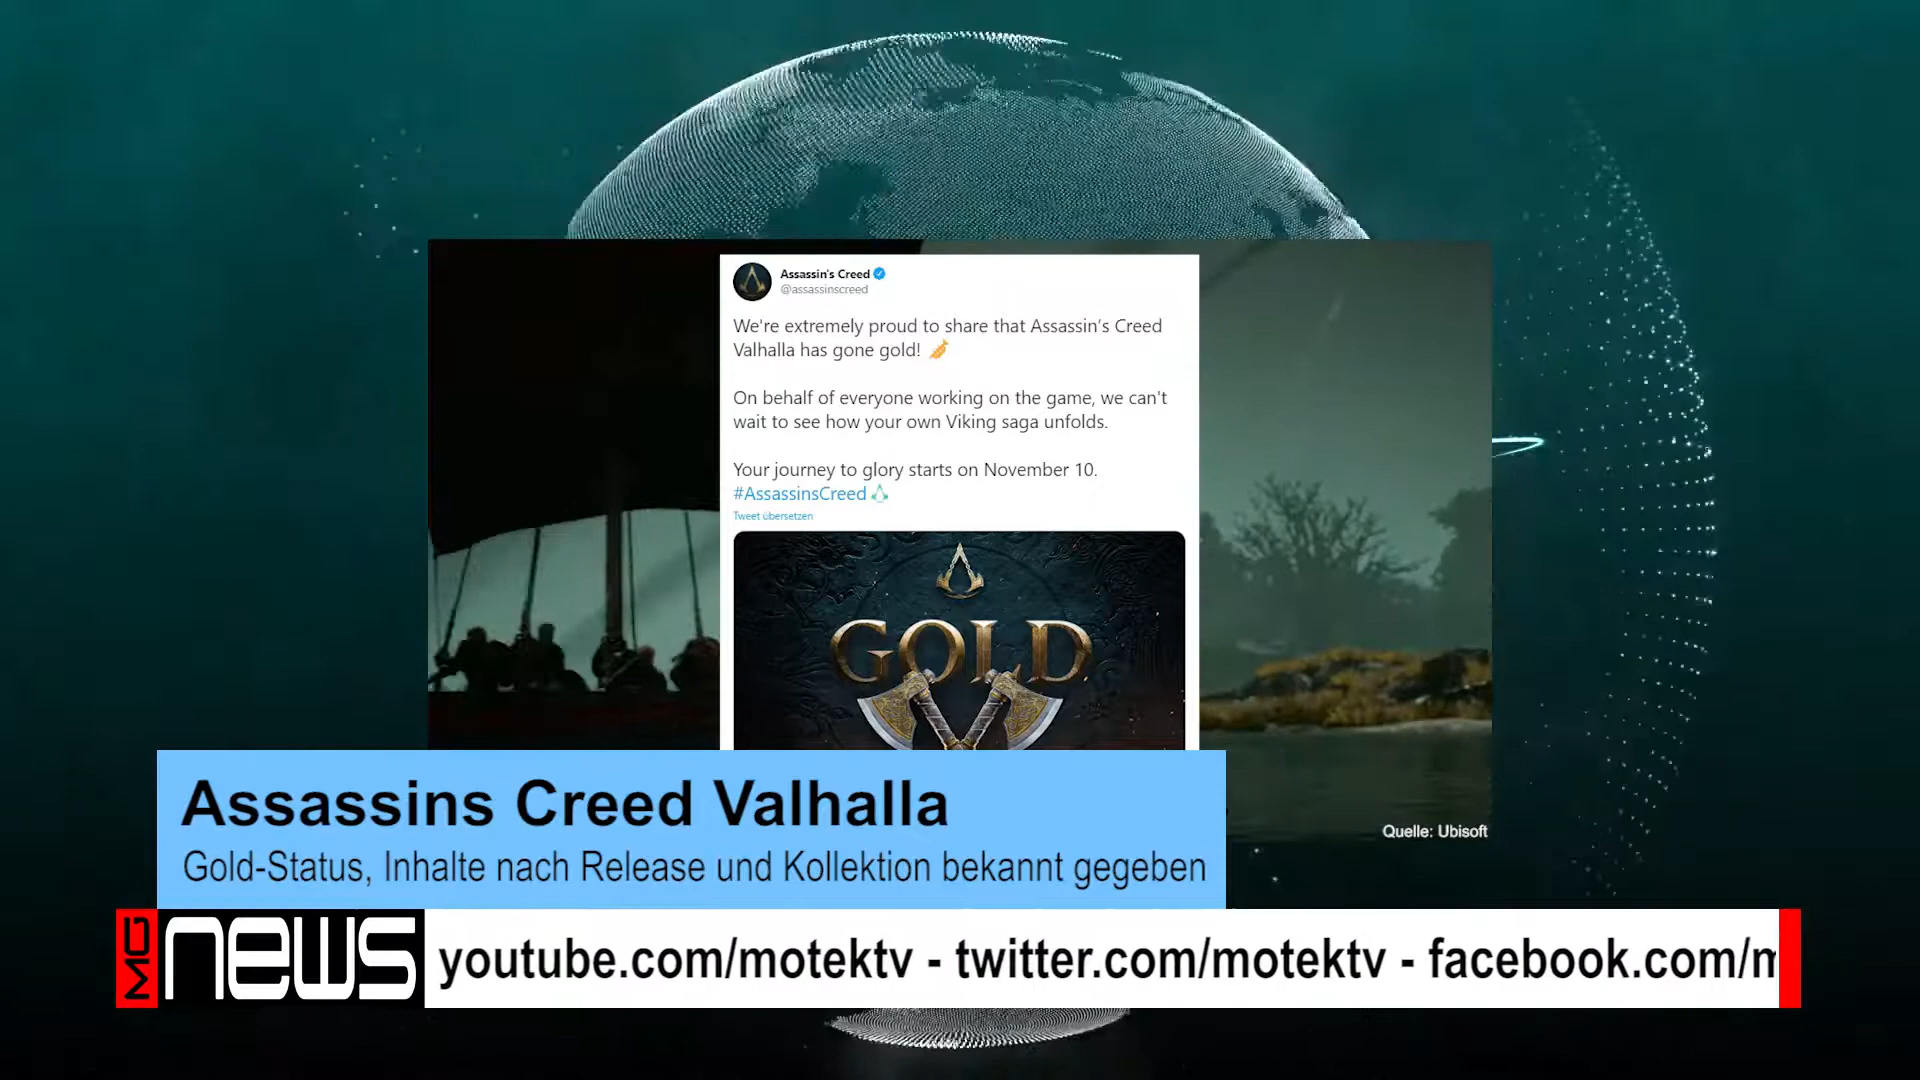 Assassin's Creed
@assassinscreed
We're extremely proud to share that Assassin’s Creed
Valhalla has gone gold! 🎺
On behalf of everyone working on the game, we can't
wait to see how your own Viking saga unfolds.
Your journey to glory starts on November 10.
#AssassinsCreed
Tweet übersetzen
GOLD
Quelle: Ubisoft
Assassins Creed Valhalla
Gold-Status, Inhalte nach Release und Kollektion bekannt gegeben
MG
news
youtube.com/motektv - twitter.com/motektv - facebook.com/m